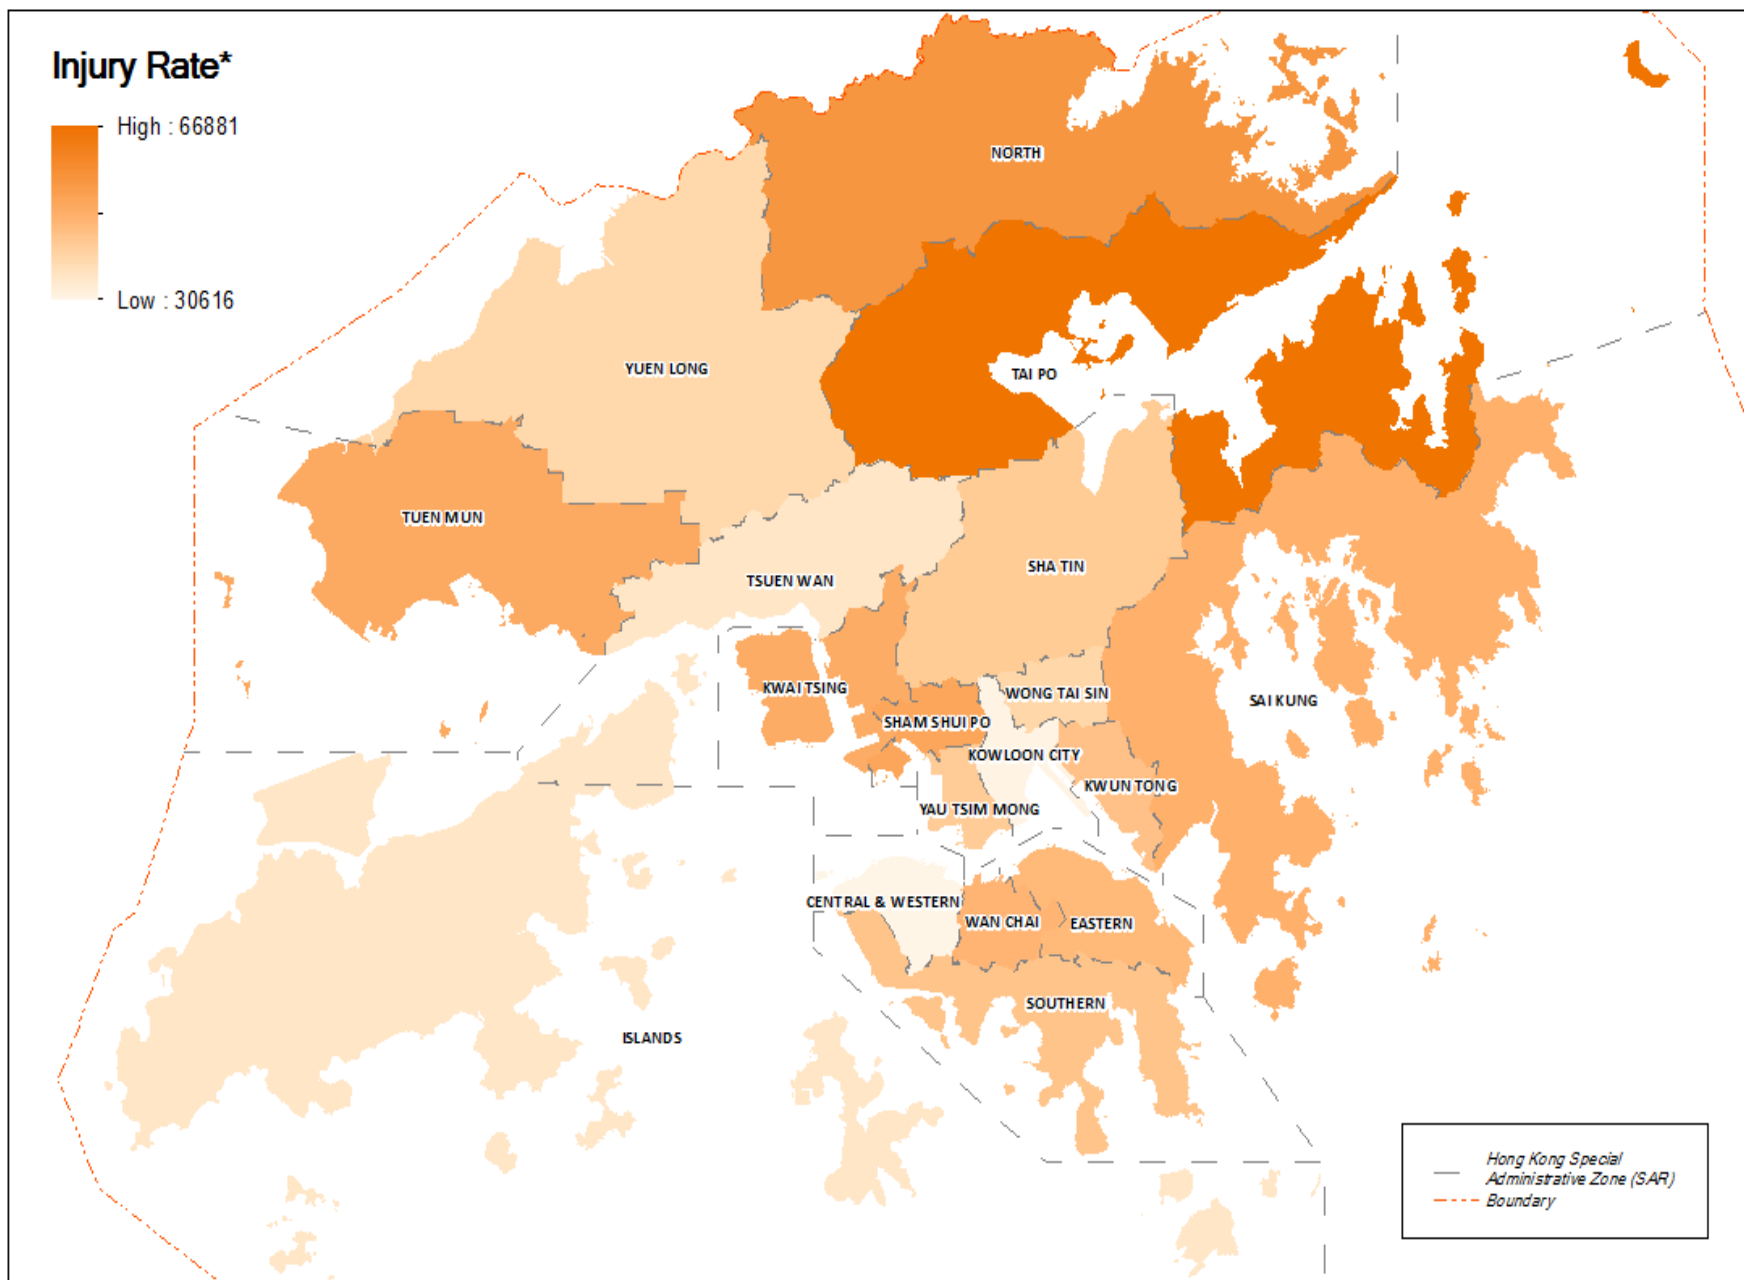 Injury Rate*
High : 66881
Low : 30616
NORTH
YUEN LONG
TAI PO
TUEN MUN
TSUEN WAN
SHA TIN
KWAI TSING
WONG TAI SIN
SAI KUNG
SHAM SHUI PO
KOWLOON CITY
KWUN TONG
YAU TSIM MONG
CENTRAL & WESTERN
WAN CHAI
EASTERN
SOUTHERN
ISLANDS
Hong Kong Special
Administrative Zone (SAR)
Boundary